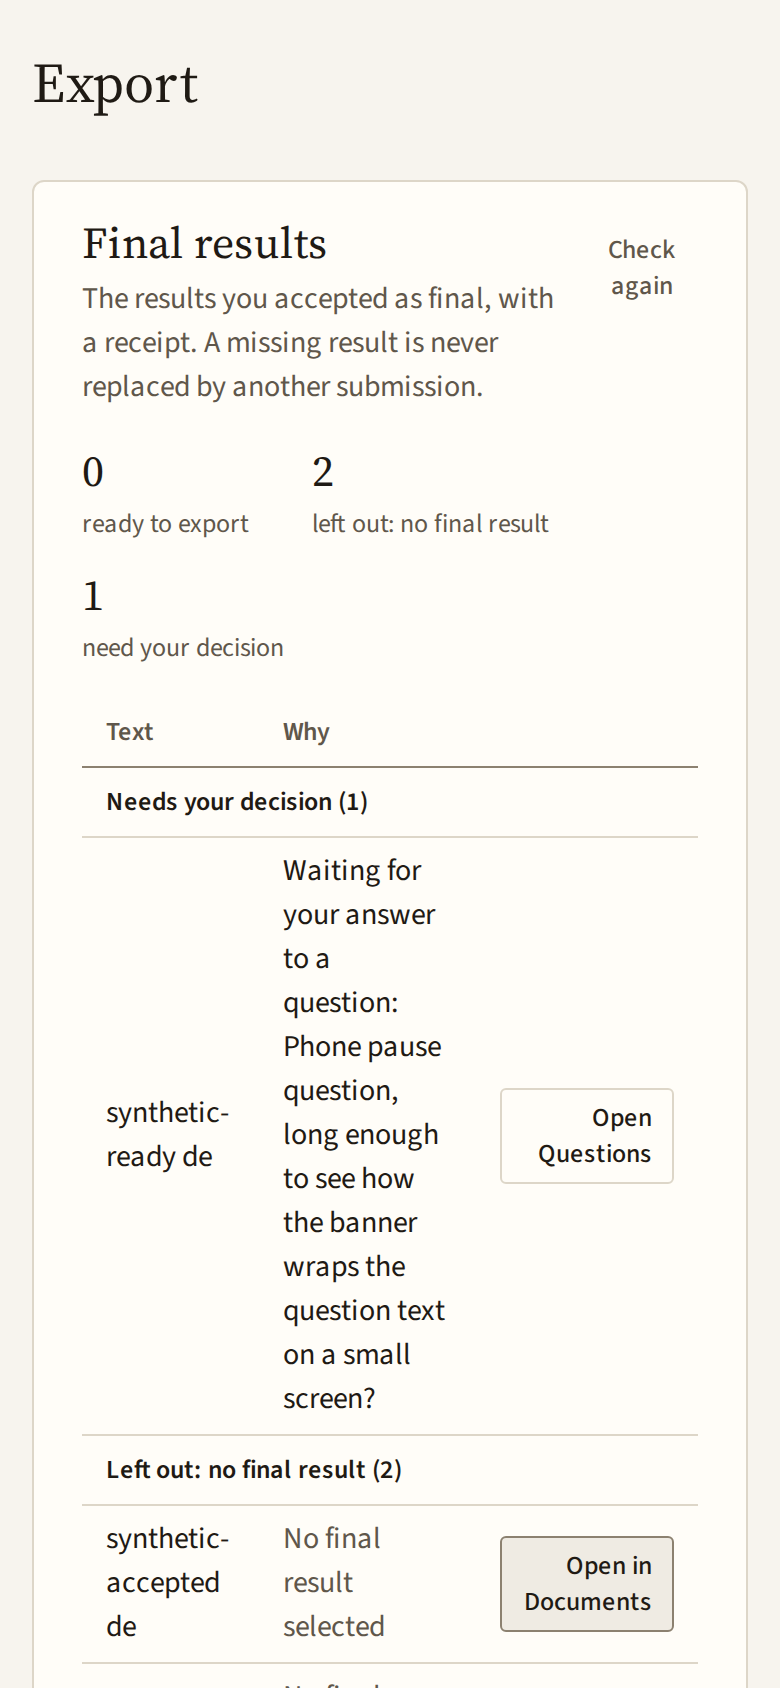 Export
Final results
Check
again
The results you accepted as final, with
a receipt. A missing result is never
replaced by another submission.
0
ready to export
2
left out: no final result
1
need your decision
Text Why
Needs your decision (1)
synthetic-
ready de
Waiting for
your answer
to a
question:
Phone pause
question,
long enough
to see how
the banner
wraps the
question text
on a small
screen?
Open
Questions
Left out: no final result (2)
synthetic-
accepted
de
No final
result
selected
Open in
Documents